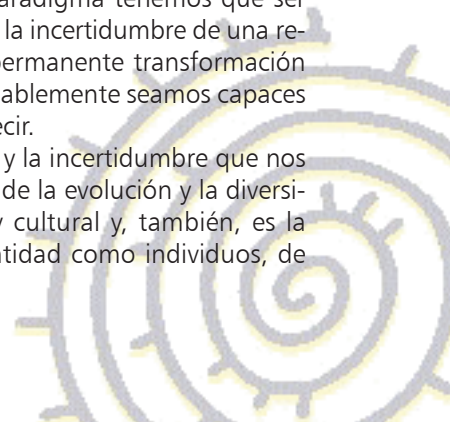 tenemos que ser
la incertidumbre de una re-
permanente transformación
ablemente seamos capaces
ecir.
y la incertidumbre que nos
de la evolución y la diversi-
y cultural y, también, es la
ntidad como individuos, de